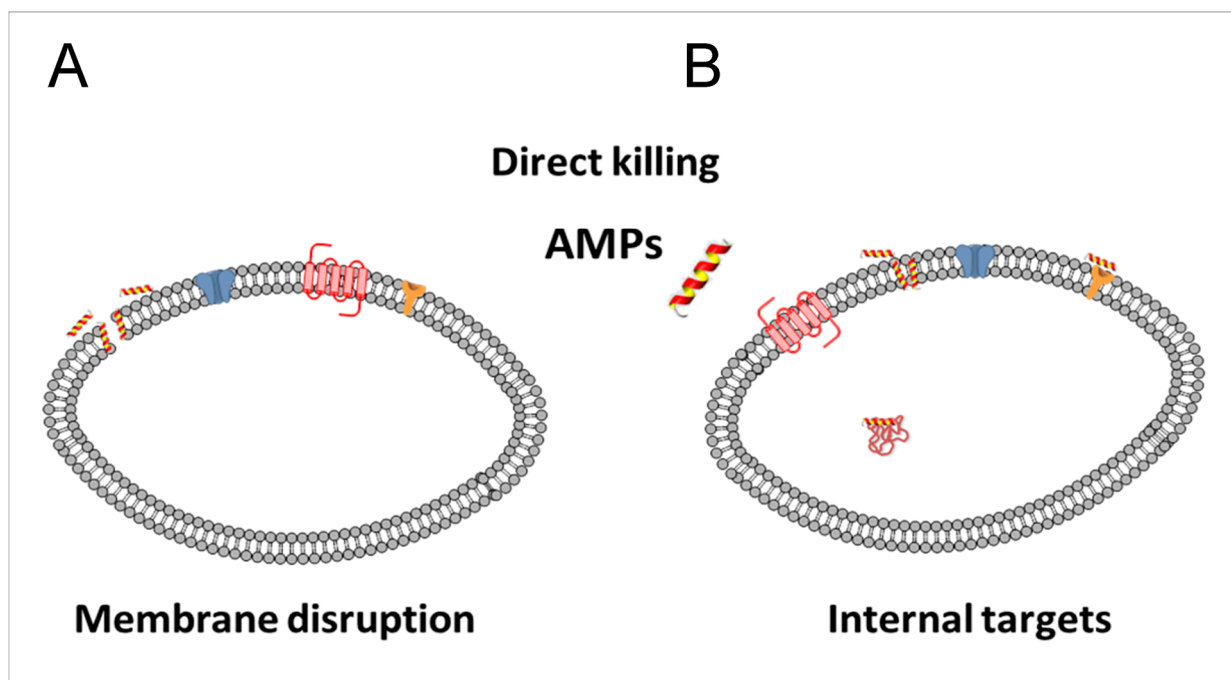 A
B
Direct killing
AMPs
Membrane disruption
Internal targets